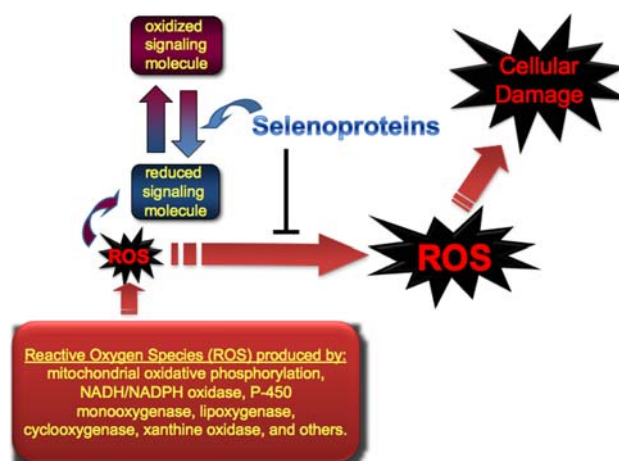 oxidized
signaling
molecule
Cellular
Damage
Selenoproteins
reduced
signaling
molecule
ROS
ROS
Reactive Oxygen Species (ROS) produced by:
mitochondrial oxidative phosphorylation,
NADH/NADPH oxidase, P-450
monooxygenase, lipoxygenase,
cyclooxygenase, xanthine oxidase, and others.